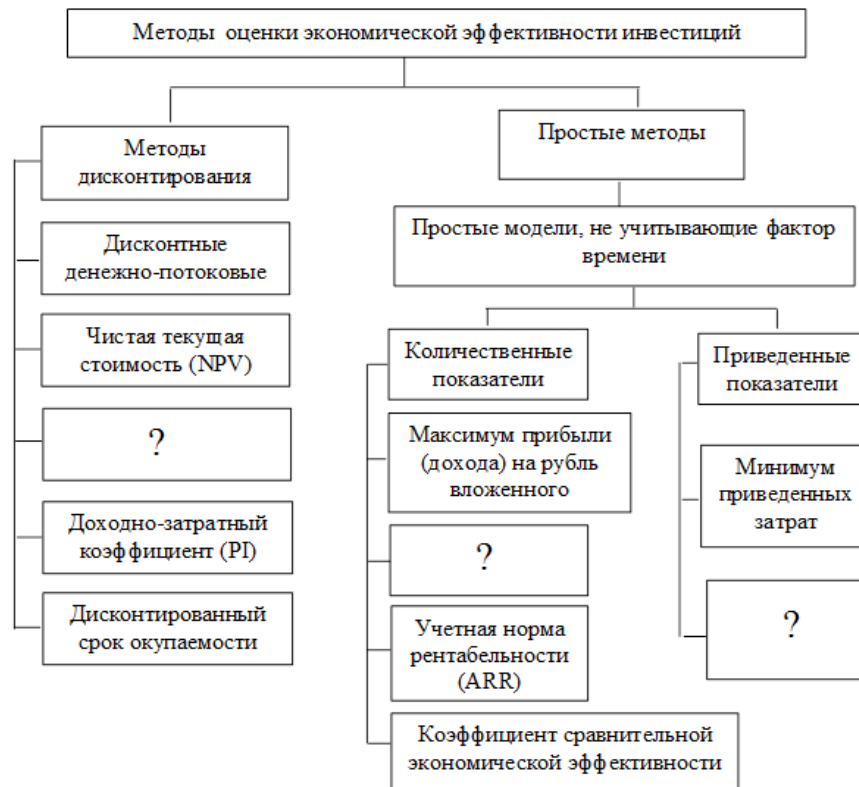 Методы оценки экономической эффективности инвестиций
Методы
дисконтирования
Дисконтные
денежно-потоковые
Чистая текущая
стоимость (NPV)
?
Доходно-затратный
коэффициент (PI)
Дисконтированный
срок окупаемости
Простые методы
Простые модели, не учитывающие фактор
времени
Количественные
показатели
Максимум прибыли
(дохода) на рубль
вложенного
?
Учетная норма
рентабельности
(ARR)
Коэффициент сравнительной
экономической эффективности
Приведенные
показатели
Минимум
приведенных
затрат
?